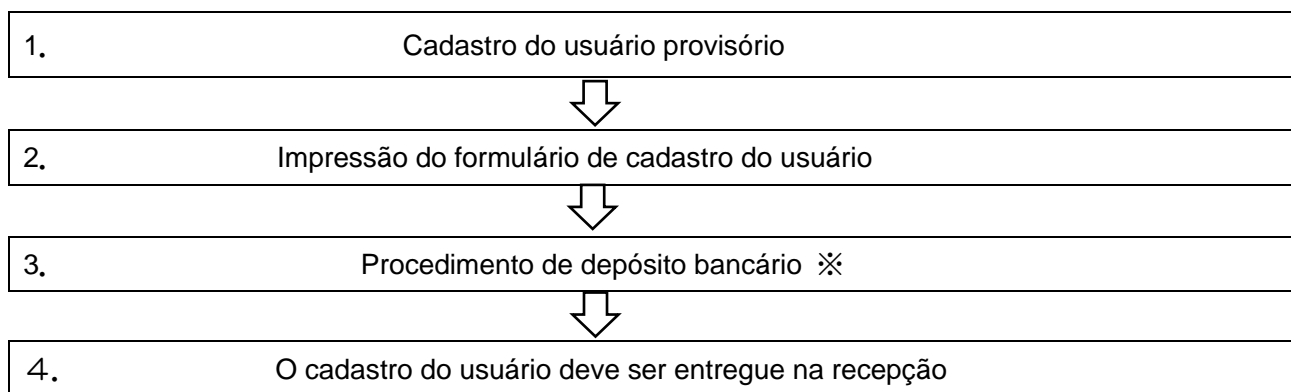 1. Cadastro do usuário provisório
2. Impressão do formulário de cadastro do usuário
3. Procedimento de depósito bancário ※
４. O cadastro do usuário deve ser entregue na recepção